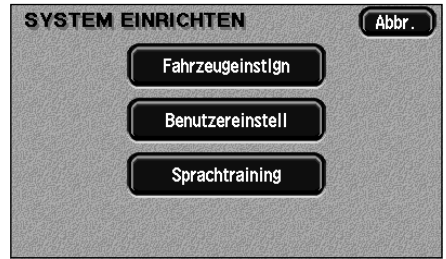 SYSTEM EINRICHTEN
Abbr.
Fahrzeugeinstlgn
Benutzereinstell
Sprachtraining